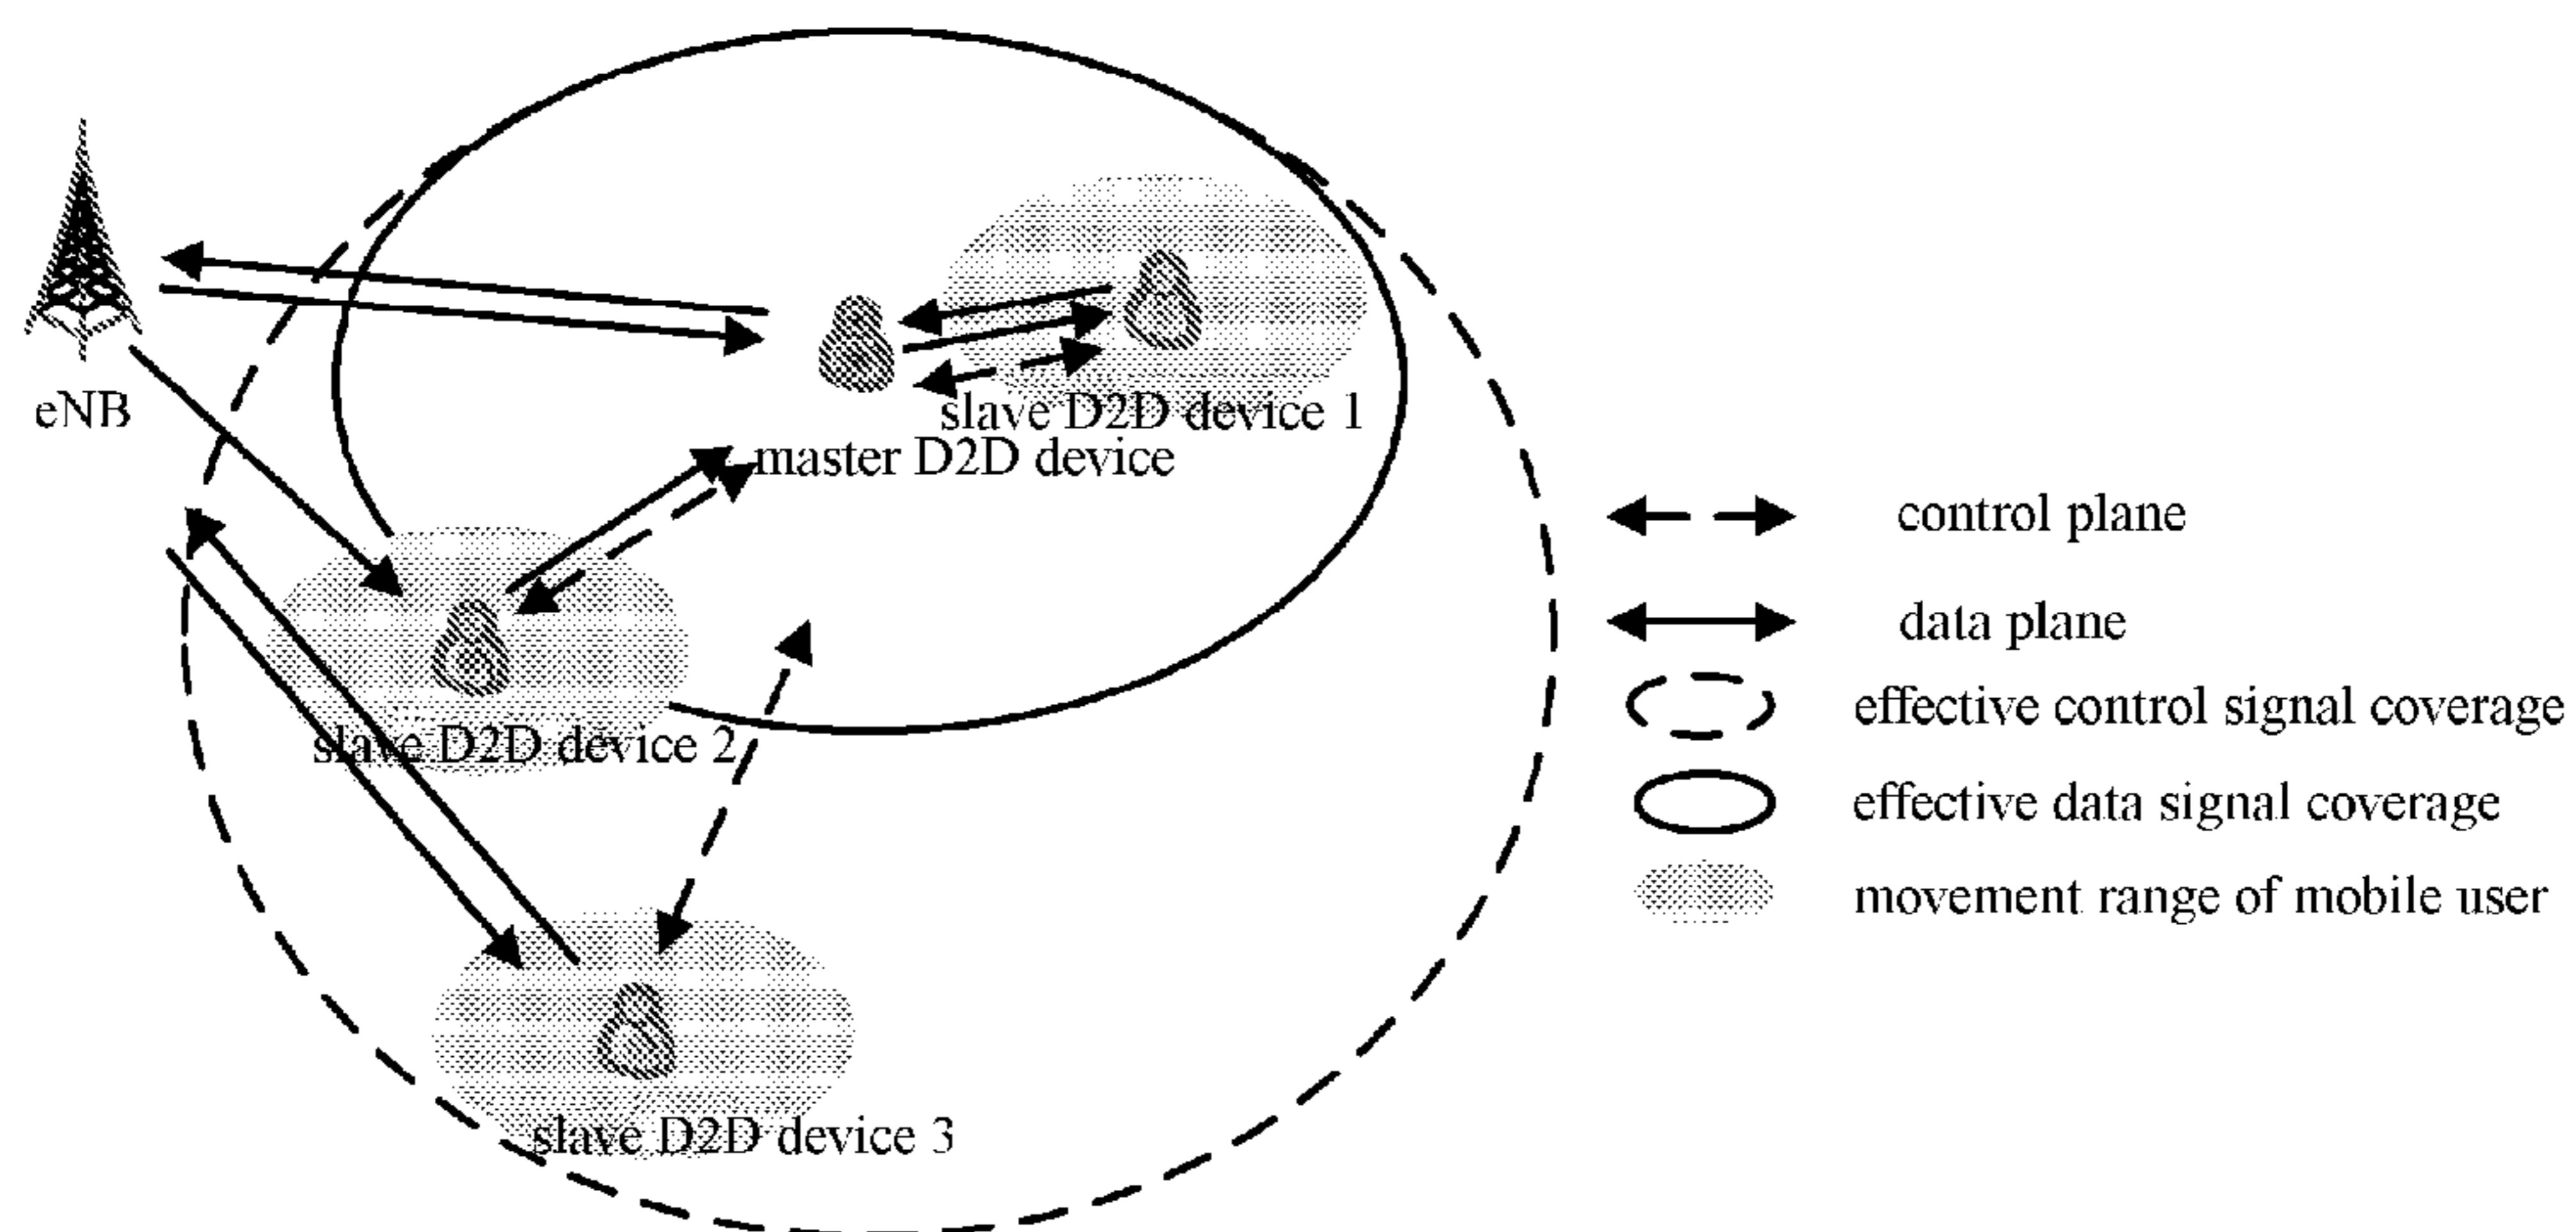 eNB
slave D2D device 1
master D2D device
slave D2D device 2
slave D2D device 3
control plane
data plane
effective control signal coverage
effective data signal coverage
movement range of mobile user